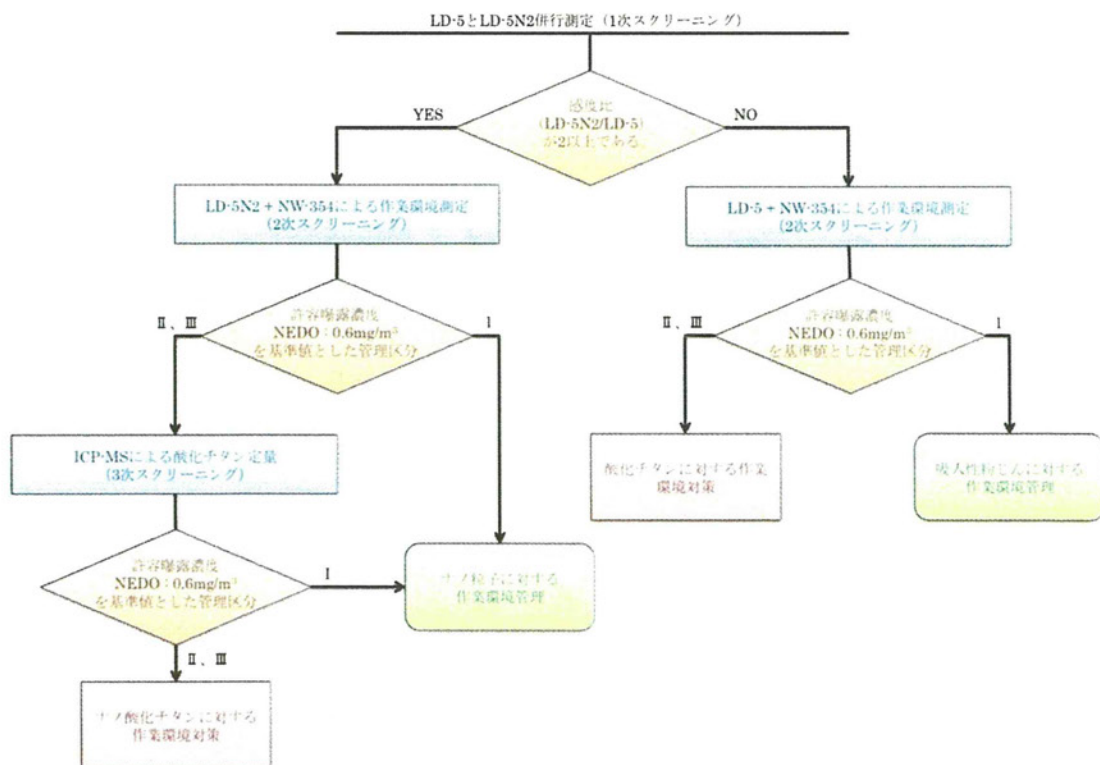 LD-5とLD-5N2併行測定（1次スクリーニング）
感度比
(LD-5N2/LD-5)
が2以上である。
YES
NO
LD-5N2 + NW-354による作業環境測定
（2次スクリーニング）
LD-5 + NW-354による作業環境測定
（2次スクリーニング）
許容曝露濃度
NEDO：0.6mg/m³
を基準値とした管理区分
Ⅱ、Ⅲ
Ⅰ
許容曝露濃度
NEDO：0.6mg/m³
を基準値とした管理区分
Ⅱ、Ⅲ
Ⅰ
ICP-MSによる酸化チタン定量
（3次スクリーニング）
酸化チタンに対する作業
環境対策
吸入性粉じんに対する
作業環境管理
許容曝露濃度
NEDO：0.6mg/m³
を基準値とした管理区分
Ⅰ
ナノ粒子に対する
作業環境管理
Ⅱ、Ⅲ
ナノ酸化チタンに対する
作業環境対策